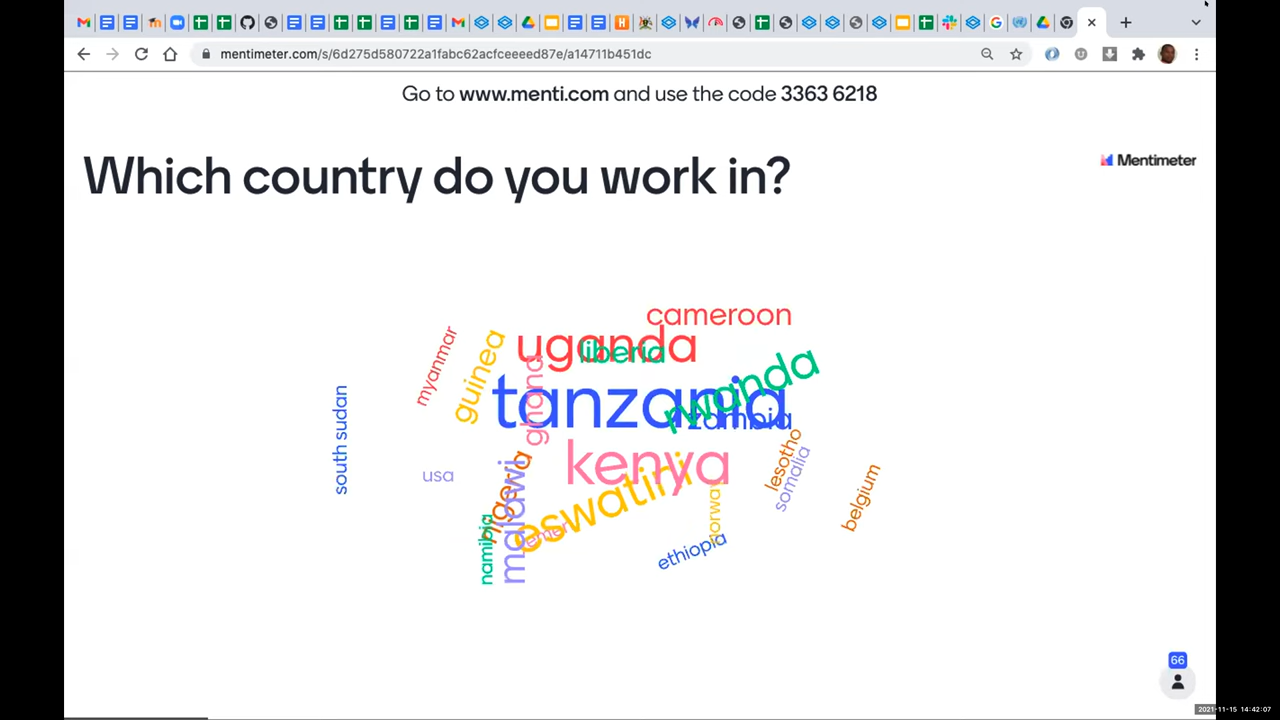 mentimeter.com/s/6d275d580722a1fabc62acfceeeed87e/a14711b451dc
Go to www.menti.com and use the code 3363 6218
Which country do you work in?
Mentimeter
cameroon
uganda
liberia
myanmar
guinea
ghana
tanzania
rwanda
zambia
south sudan
usa
kenya
lesotho
somalia
belgium
nigeria
malawi
eswatini
namibia
norway
ethiopia
66
2021-11-15 14:42:07